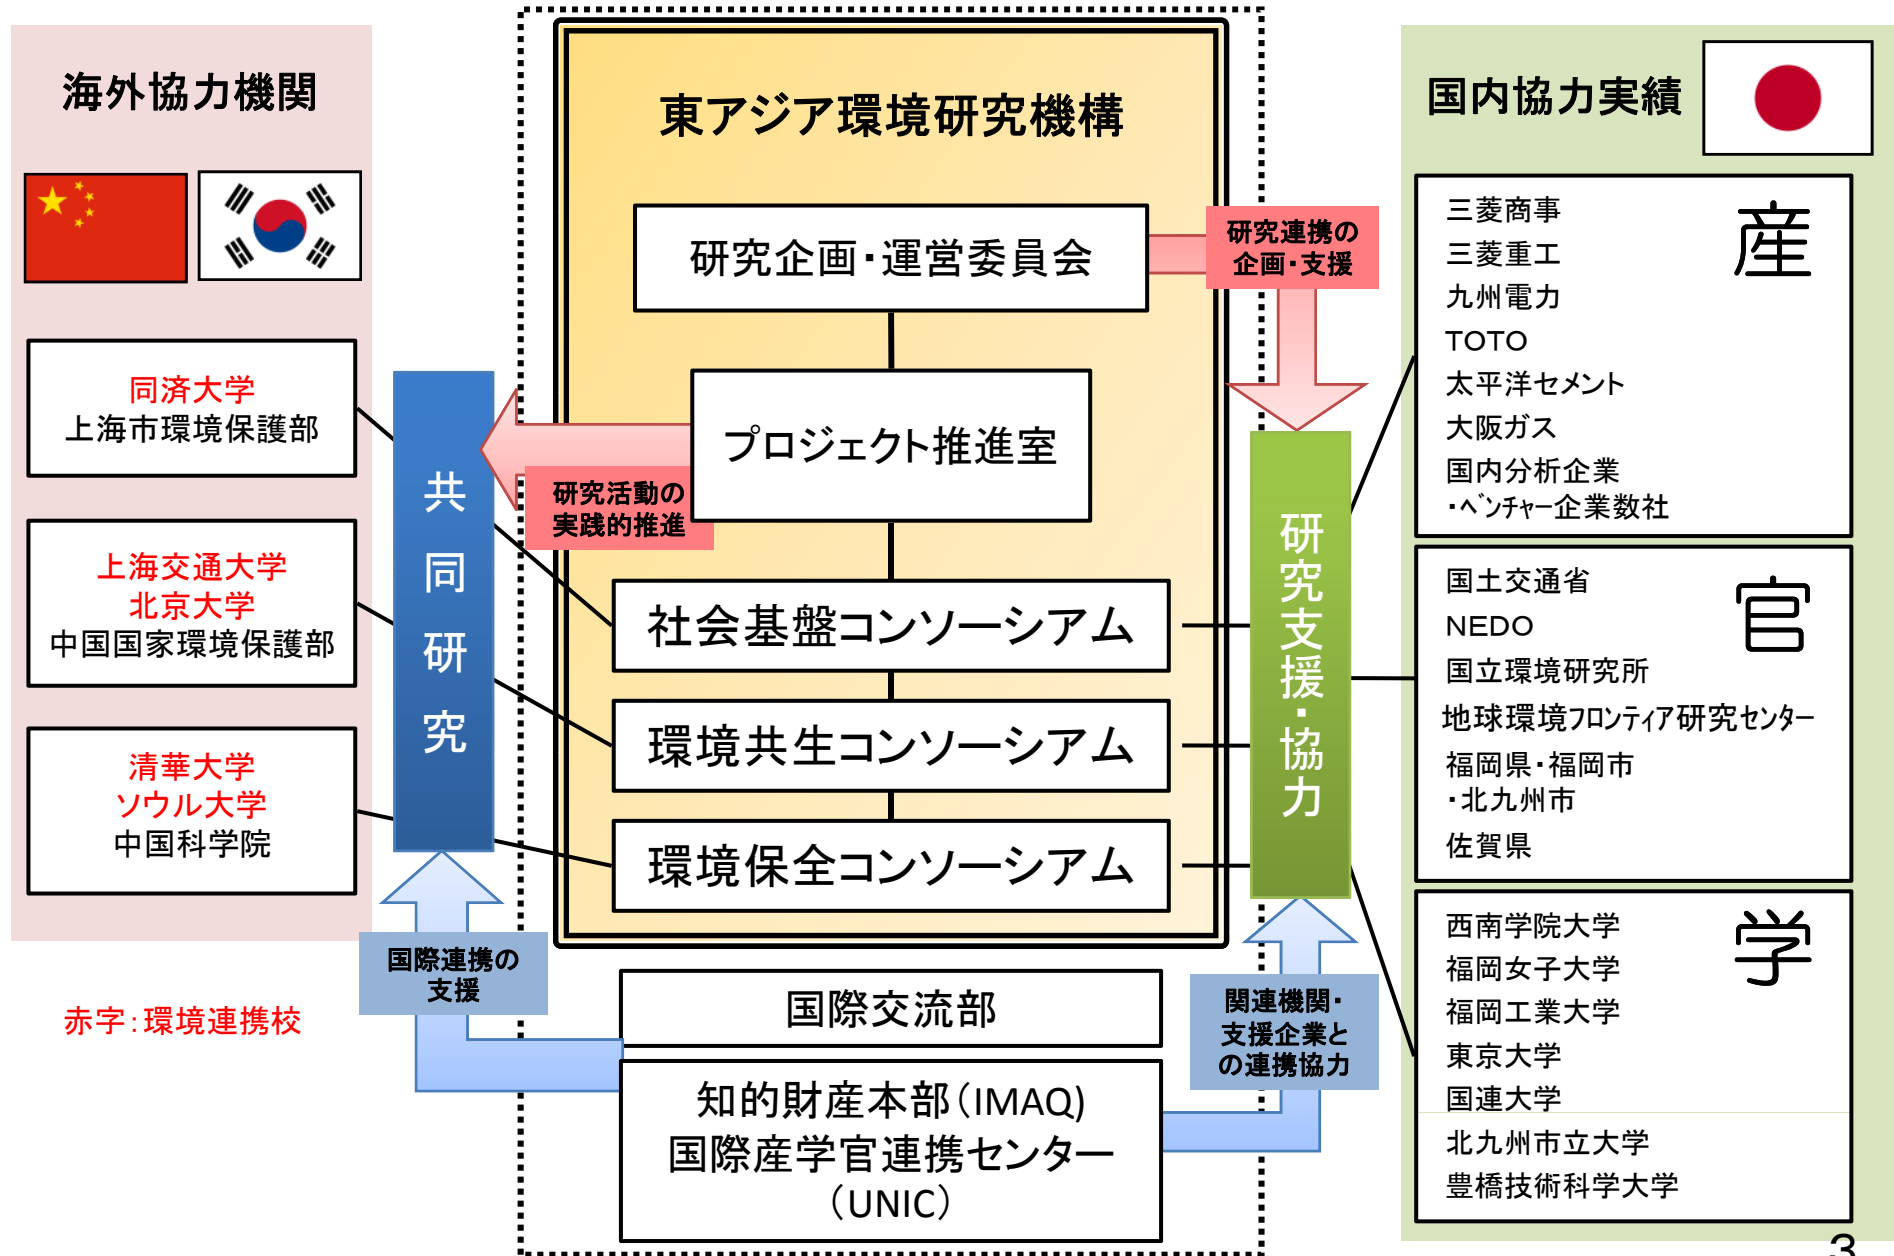 海外協力機関
同済大学
上海市環境保護部
上海交通大学
北京大学
中国国家環境保護部
清華大学
ソウル大学
中国科学院
赤字：環境連携校
共同研究
国際連携の
支援
東アジア環境研究機構
研究企画・運営委員会
プロジェクト推進室
研究活動の
実践的推進
社会基盤コンソーシアム
環境共生コンソーシアム
環境保全コンソーシアム
国際交流部
知的財産本部（IMAQ)
国際産学官連携センター
（UNIC）
研究連携の
企画・支援
研究支援・協力
関連機関・
支援企業と
の連携協力
国内協力実績
産
三菱商事
三菱重工
九州電力
TOTO
太平洋セメント
大阪ガス
国内分析企業
・ベンチャー企業数社
官
国土交通省
NEDO
国立環境研究所
地球環境フロンティア研究センター
福岡県・福岡市
・北九州市
佐賀県
学
西南学院大学
福岡女子大学
福岡工業大学
東京大学
国連大学
北九州市立大学
豊橋技術科学大学
3